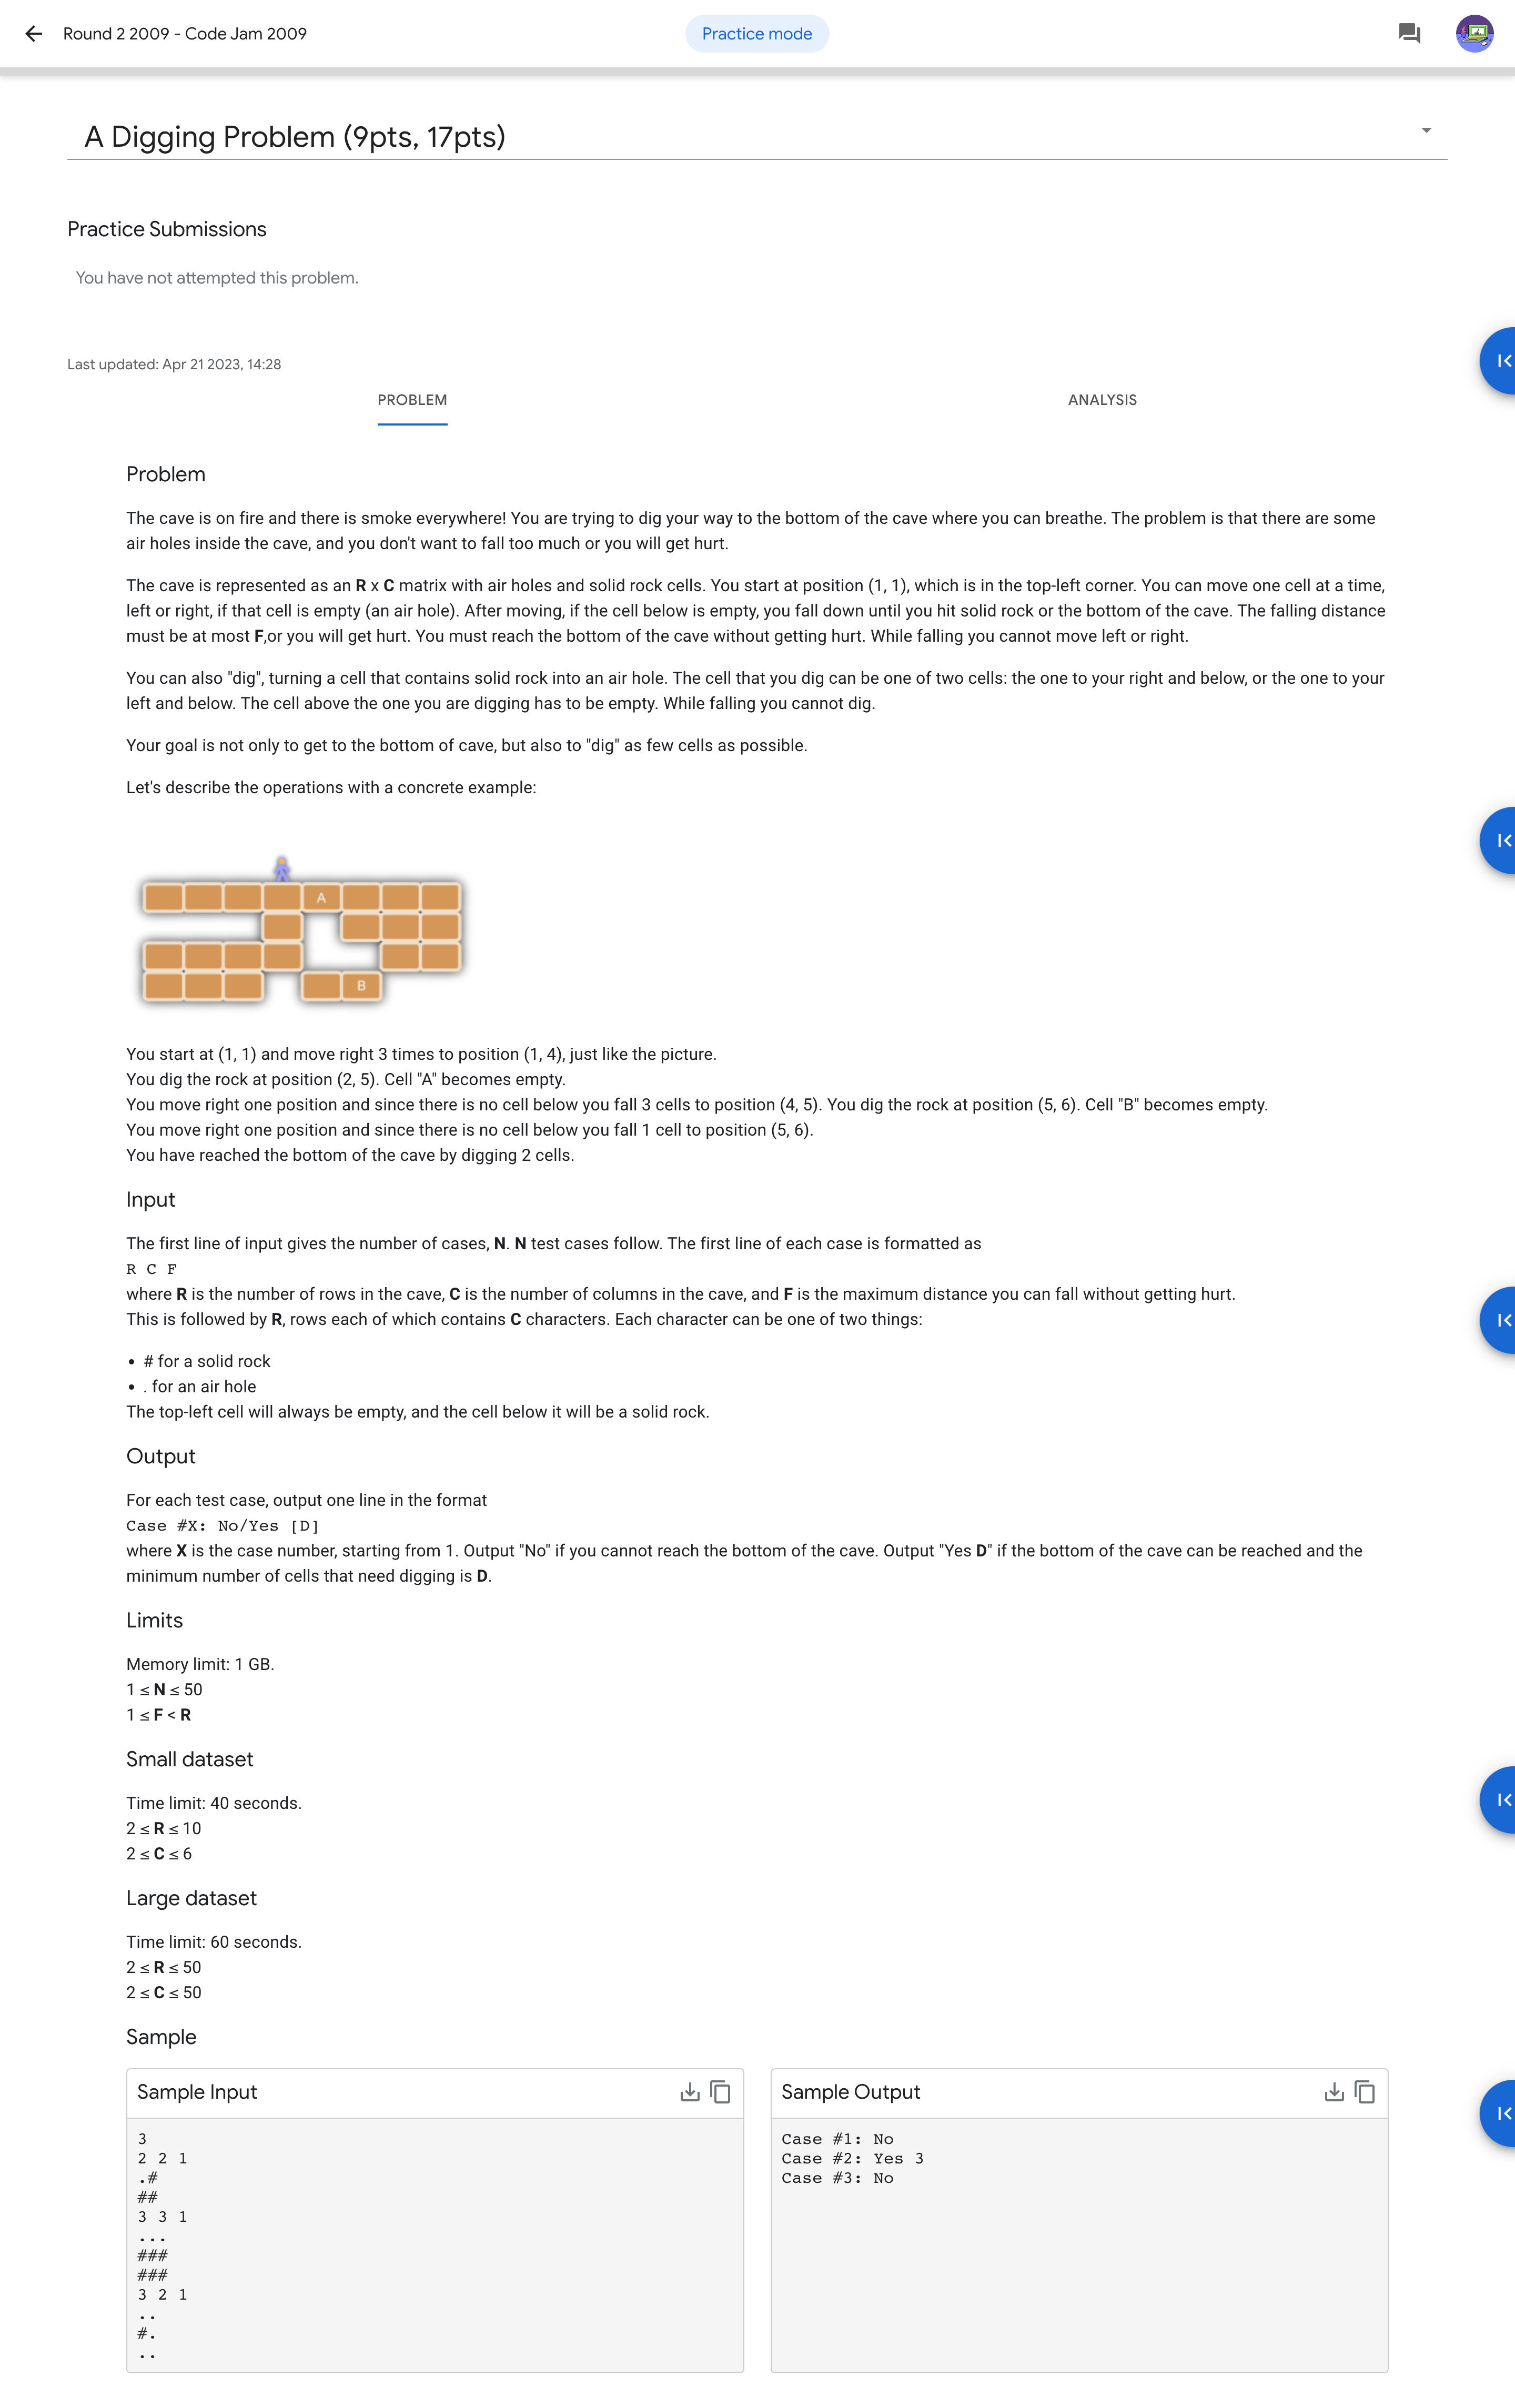 Round 2 2009 - Code Jam 2009
Practice mode
A Digging Problem (9pts, 17pts)
Practice Submissions
You have not attempted this problem.
Last updated: Apr 21 2023, 14:28
PROBLEM
ANALYSIS
Problem
The cave is on fire and there is smoke everywhere! You are trying to dig your way to the bottom of the cave where you can breathe. The problem is that there are some
air holes inside the cave, and you don't want to fall too much or you will get hurt.
The cave is represented as an R x C matrix with air holes and solid rock cells. You start at position (1, 1), which is in the top-left corner. You can move one cell at a time,
left or right, if that cell is empty (an air hole). After moving, if the cell below is empty, you fall down until you hit solid rock or the bottom of the cave. The falling distance
must be at most F,or you will get hurt. You must reach the bottom of the cave without getting hurt. While falling you cannot move left or right.
You can also "dig", turning a cell that contains solid rock into an air hole. The cell that you dig can be one of two cells: the one to your right and below, or the one to your
left and below. The cell above the one you are digging has to be empty. While falling you cannot dig.
Your goal is not only to get to the bottom of cave, but also to "dig" as few cells as possible.
Let's describe the operations with a concrete example:
A
B
You start at (1, 1) and move right 3 times to position (1, 4), just like the picture.
You dig the rock at position (2, 5). Cell "A" becomes empty.
You move right one position and since there is no cell below you fall 3 cells to position (4, 5). You dig the rock at position (5, 6). Cell "B" becomes empty.
You move right one position and since there is no cell below you fall 1 cell to position (5, 6).
You have reached the bottom of the cave by digging 2 cells.
Input
The first line of input gives the number of cases, N. N test cases follow. The first line of each case is formatted as
R C F
where R is the number of rows in the cave, C is the number of columns in the cave, and F is the maximum distance you can fall without getting hurt.
This is followed by R, rows each of which contains C characters. Each character can be one of two things:
• # for a solid rock
• . for an air hole
The top-left cell will always be empty, and the cell below it will be a solid rock.
Output
For each test case, output one line in the format
Case #X: No/Yes [D]
where X is the case number, starting from 1. Output "No" if you cannot reach the bottom of the cave. Output "Yes D" if the bottom of the cave can be reached and the
minimum number of cells that need digging is D.
Limits
Memory limit: 1 GB.
1 ≤ N ≤ 50
1 ≤ F < R
Small dataset
Time limit: 40 seconds.
2 ≤ R ≤ 10
2 ≤ C ≤ 6
Large dataset
Time limit: 60 seconds.
2 ≤ R ≤ 50
2 ≤ C ≤ 50
Sample
Sample Input
3
2 2 1
.#
##
3 3 1
...
###
###
3 2 1
..
#.
..
Sample Output
Case #1: No
Case #2: Yes 3
Case #3: No